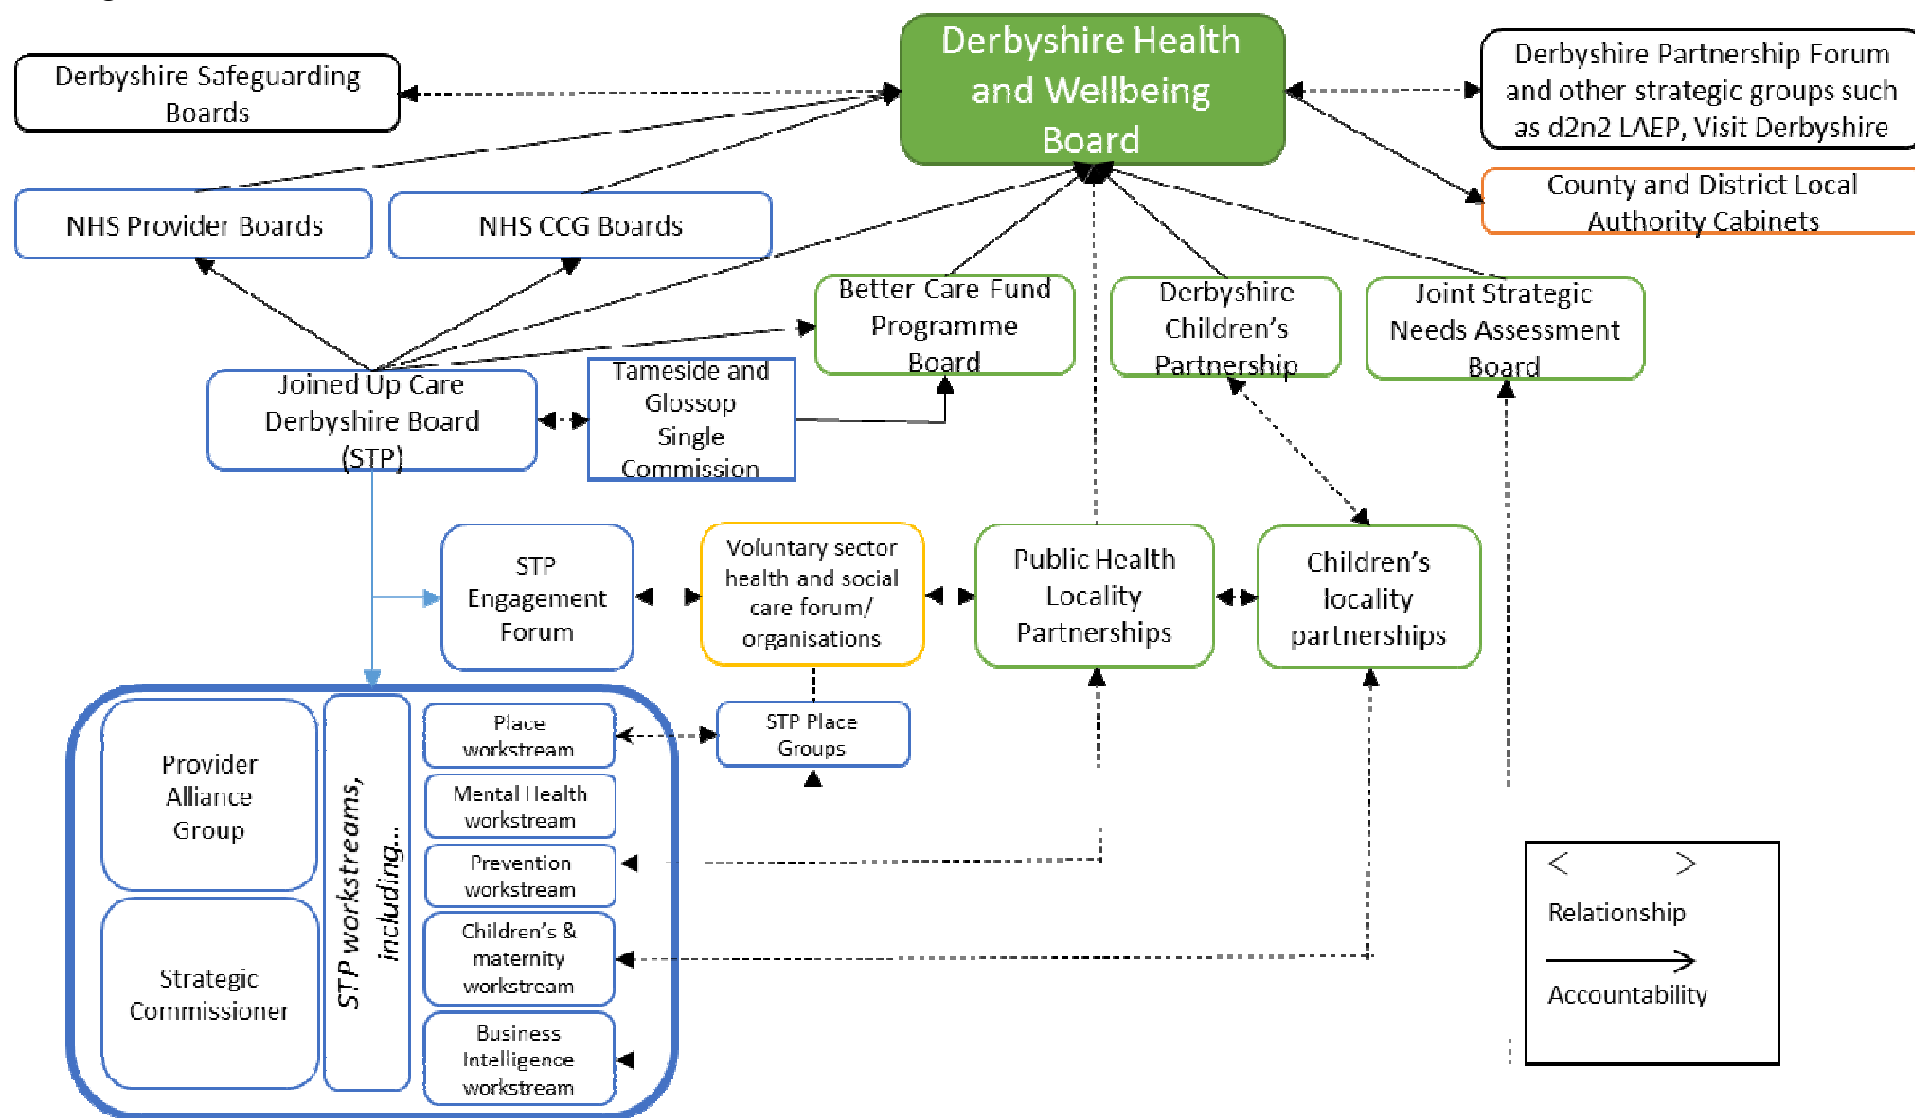 Derbyshire Health
and Wellbeing
Board
Derbyshire Safeguarding
Boards
Derbyshire Partnership Forum
and other strategic groups such
as d2n2 LAEP, Visit Derbyshire
County and District Local
Authority Cabinets
NHS Provider Boards
NHS CCG Boards
Better Care Fund
Programme
Board
Derbyshire
Children's
Partnership
Joint Strategic
Needs Assessment
Board
Joined Up Care
Derbyshire Board
(STP)
Tameside and
Glossop
Single
Commission
STP
Engagement
Forum
Voluntary sector
health and social
care forum/
organisations
Public Health
Locality
Partnerships
Children's
locality
partnerships
Provider
Alliance
Group
Strategic
Commissioner
STP workstreams,
including...
Place
workstream
Mental Health
workstream
Prevention
workstream
Children's &
maternity
workstream
Business
Intelligence
workstream
STP Place
Groups
Relationship
Accountability